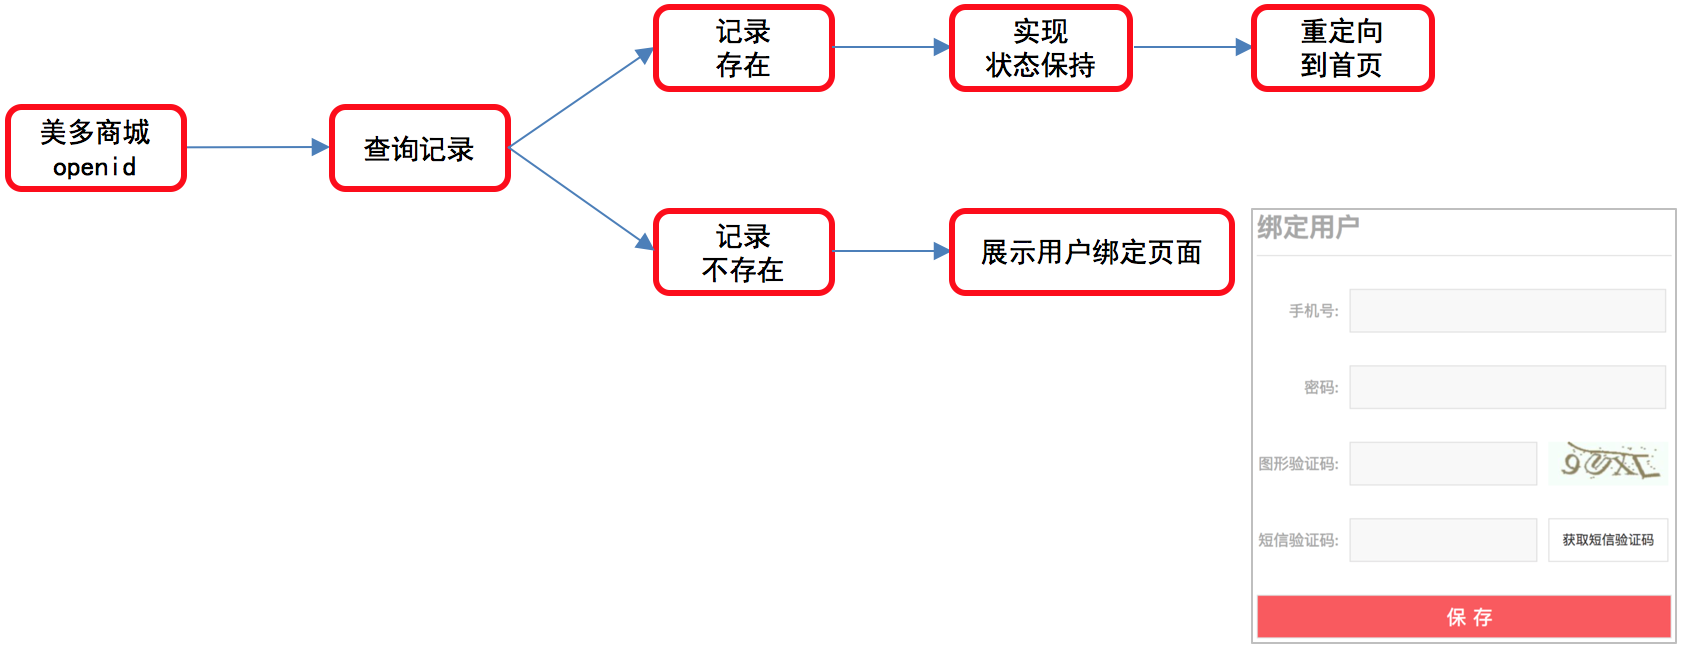 美多商城
openid
查询记录
记录
存在
实现
状态保持
重定向
到首页
记录
不存在
展示用户绑定页面
绑定用户
手机号:
密码:
图形验证码:
短信验证码:
获取短信验证码
保 存